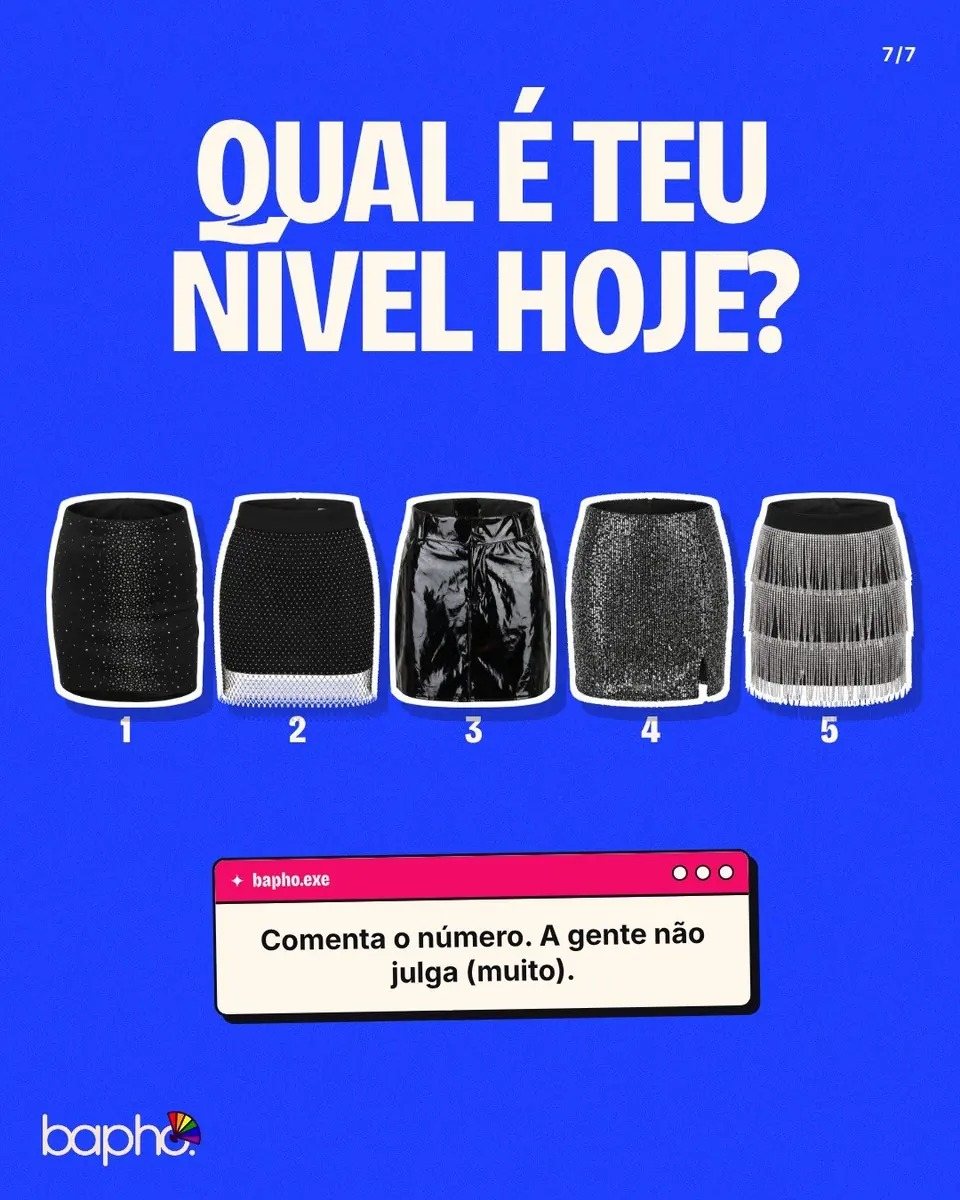 7/7
QUAL É TEU
NÍVEL HOJE?
1
2
3
4
5
✦ bapho.exe
Comenta o número. A gente não
julga (muito).
bapho.